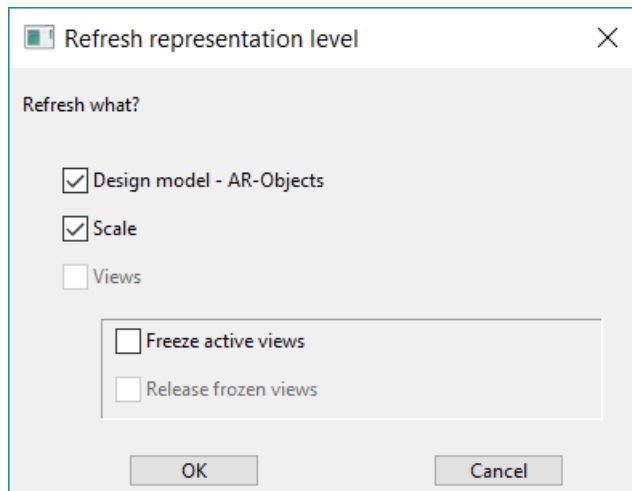 Refresh representation level
Refresh what?
Design model - AR-Objects
Scale
Views
Freeze active views
Release frozen views
OK Cancel